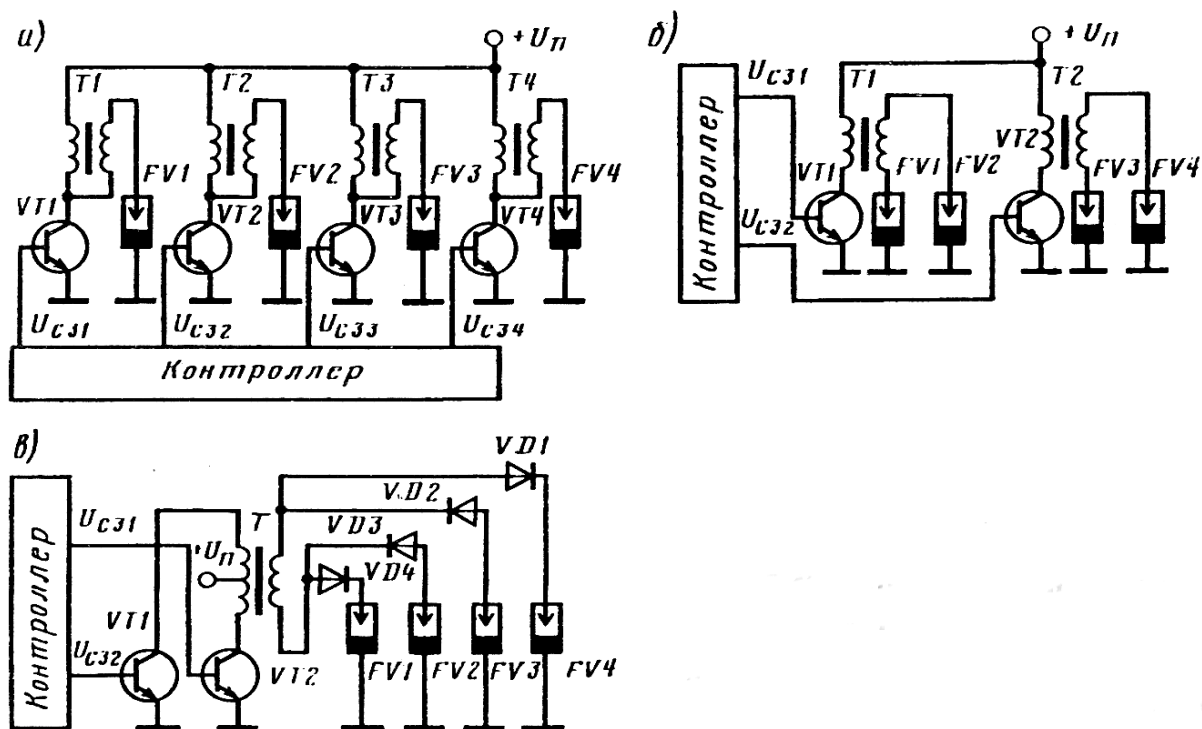 а)
+ Uп
T1
T2
T3
T4
FV1
FV2
FV3
FV4
VT1
VT2
VT3
VT4
UСЗ1
UСЗ2
UСЗ3
UСЗ4
Контроллер
б)
+ Uп
UСЗ1
T1
T2
Контроллер
VT1
FV1
FV2
VT2
FV3
FV4
UСЗ2
в)
VD1
VD2
UСЗ1
T
VD3
+Uп
VD4
Контроллер
VT1
UСЗ2
VT2
FV1
FV2
FV3
FV4